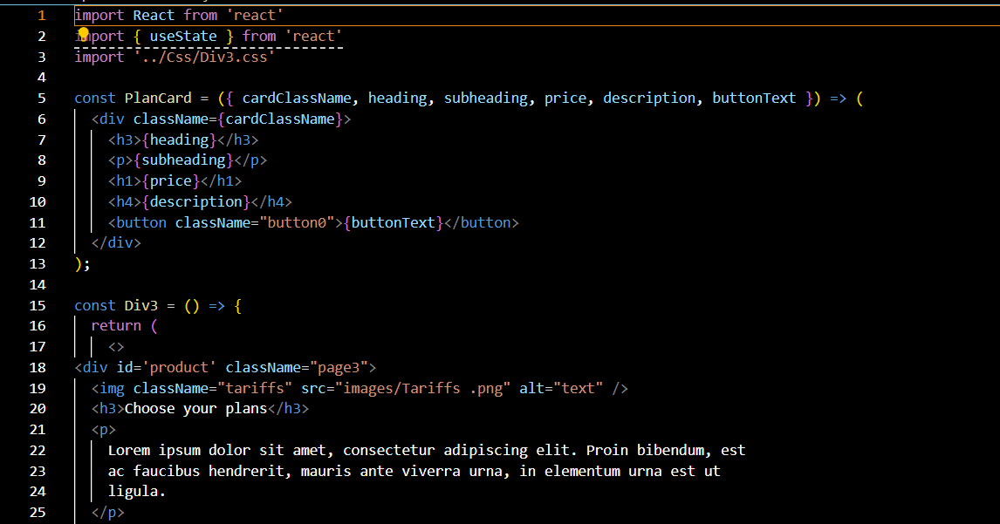 1 import React from 'react'
2 import { useState } from 'react'
3 import '../Css/Div3.css'
4
5 const PlanCard = ({ cardClassName, heading, subheading, price, description, buttonText }) => (
6 <div className={cardClassName}>
7 <h3>{heading}</h3>
8 <p>{subheading}</p>
9 <h1>{price}</h1>
10 <h4>{description}</h4>
11 <button className="button0">{buttonText}</button>
12 </div>
13 );
14
15 const Div3 = () => {
16 return (
17 <>
18 <div id='product' className="page3">
19 <img className="tariffs" src="images/Tariffs .png" alt="text" />
20 <h3>Choose your plans</h3>
21 <p>
22 Lorem ipsum dolor sit amet, consectetur adipiscing elit. Proin bibendum, est
23 ac faucibus hendrerit, mauris ante viverra urna, in elementum urna est ut
24 ligula.
25 </p>